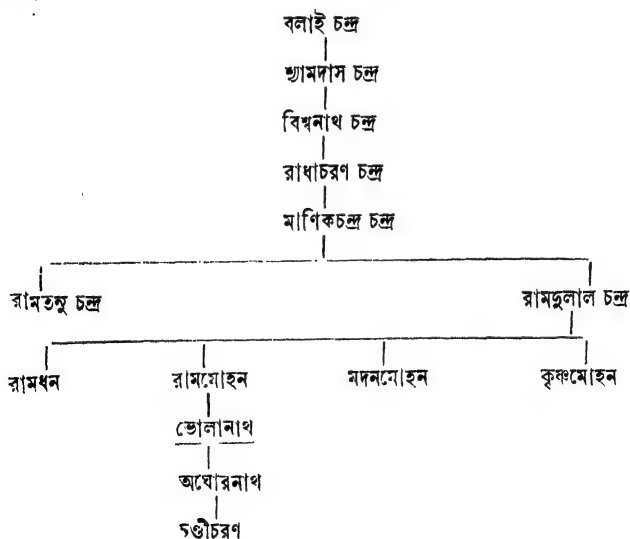 বলাই চন্দ্র
শ্যামদাস চন্দ্র
বিশ্বনাথ চন্দ্র
রাধাচরণ চন্দ্র
মাণিকচন্দ্র চন্দ্র
রামতনু চন্দ্র রামদুলাল চন্দ্র
রামধন রামমোহন মদনমোহন কৃষ্ণমোহন
ভোলানাথ
অঘোরনাথ
চণ্ডীচরণ